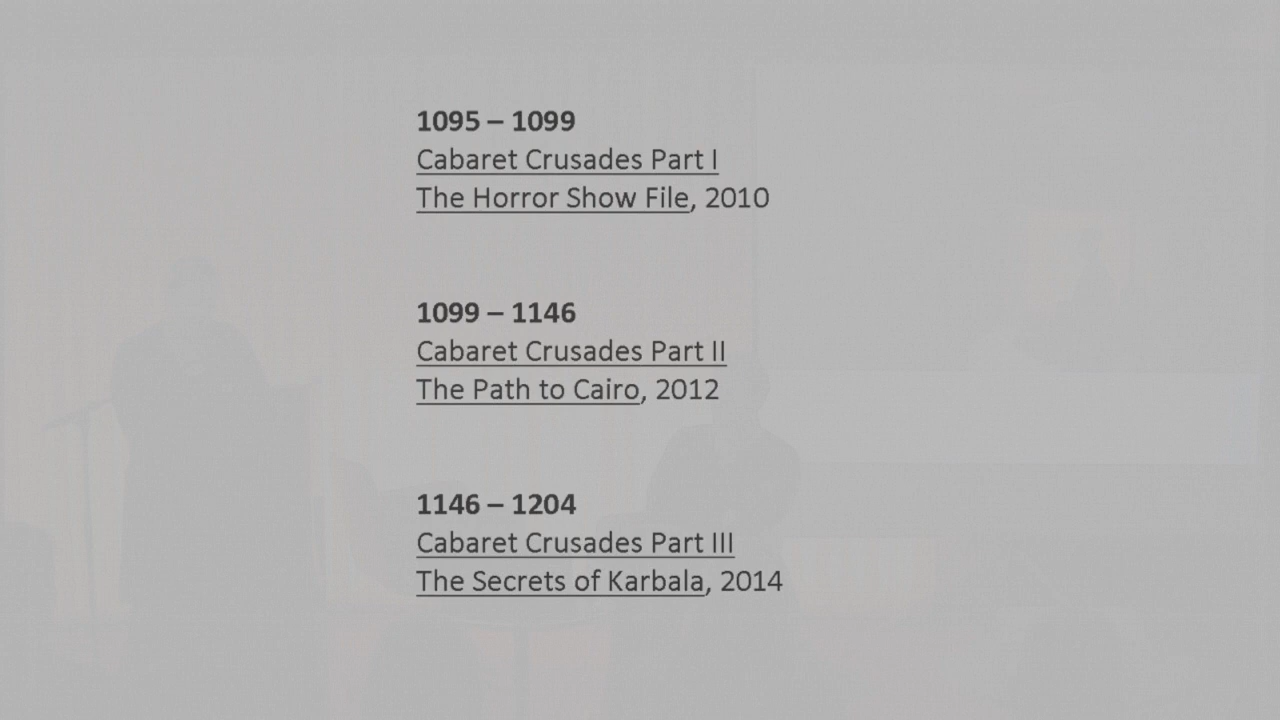 1095 – 1099
Cabaret Crusades Part I
The Horror Show File, 2010
1099 – 1146
Cabaret Crusades Part II
The Path to Cairo, 2012
1146 – 1204
Cabaret Crusades Part III
The Secrets of Karbala, 2014